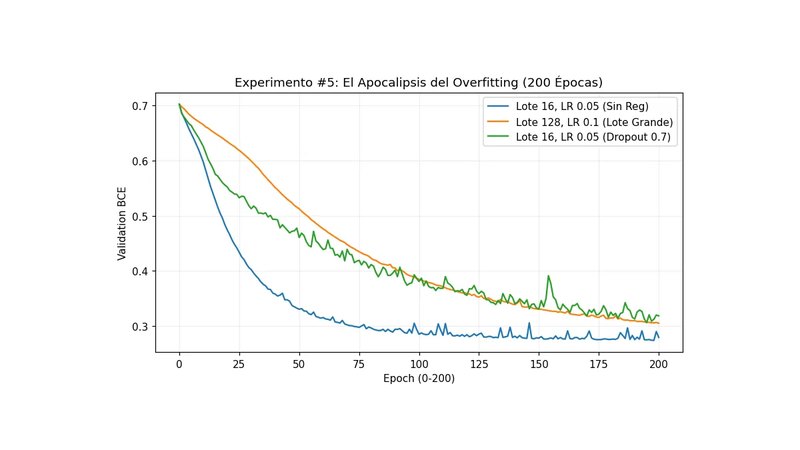 Experimento #5: El Apocalipsis del Overfitting (200 Épocas)
Lote 16, LR 0.05 (Sin Reg)
Lote 128, LR 0.1 (Lote Grande)
Lote 16, LR 0.05 (Dropout 0.7)
Validation BCE
0.7
0.6
0.5
0.4
0.3
0 25 50 75 100 125 150 175 200
Epoch (0-200)